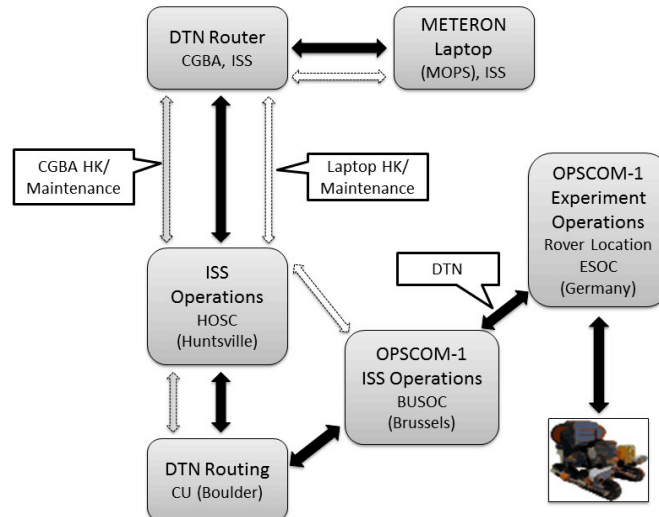 DTN Router
CGBA, ISS
METERON
Laptop
(MOPS), ISS
CGBA HK/
Maintenance
Laptop HK/
Maintenance
OPSCOM-1
Experiment
Operations
Rover Location
ESOC
(Germany)
DTN
ISS
Operations
HOSC
(Huntsville)
OPSCOM-1
ISS Operations
BUSOC
(Brussels)
DTN Routing
CU (Boulder)